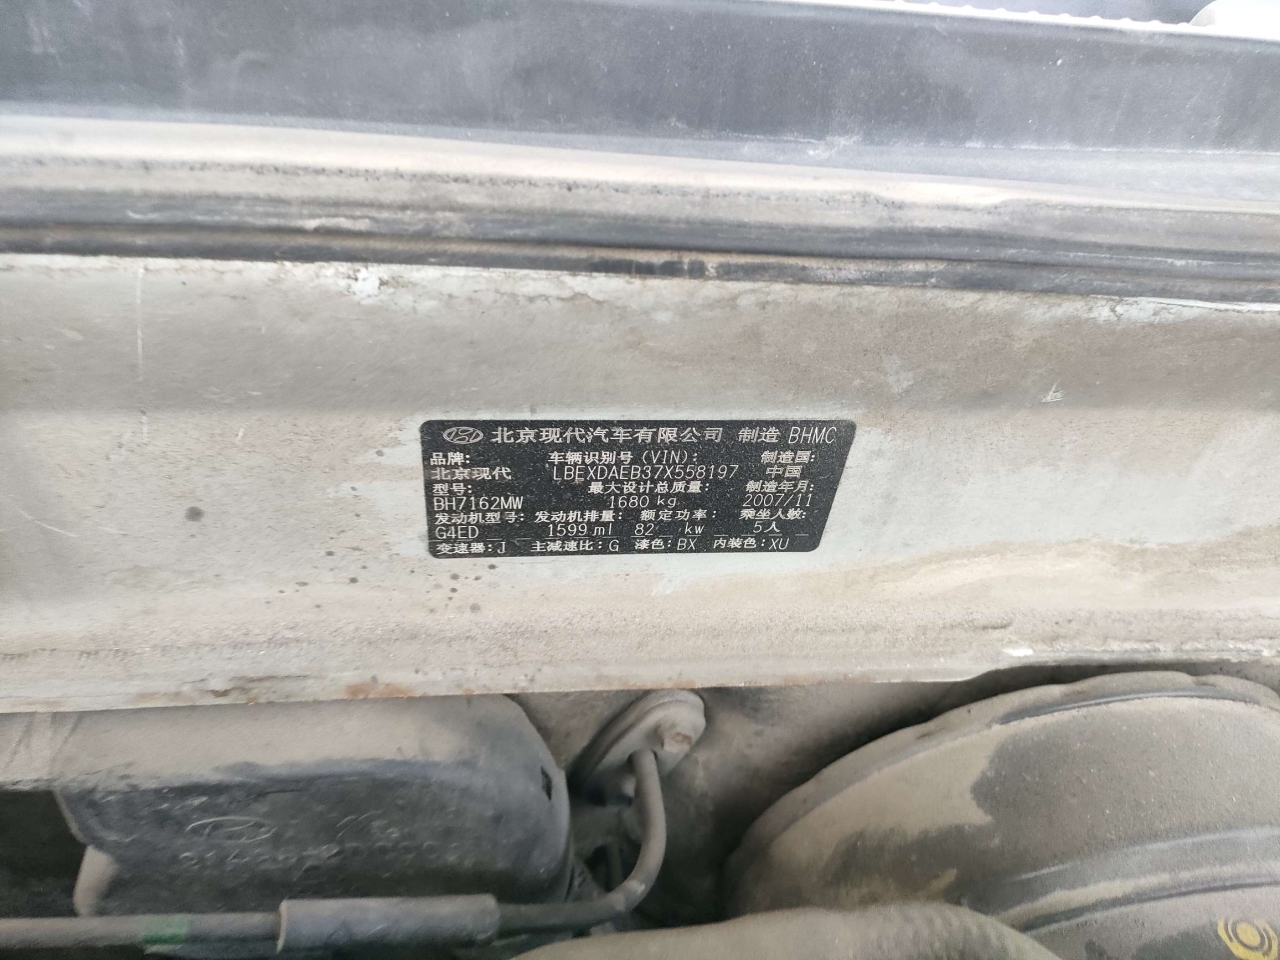 北京现代汽车有限公司 制造 BHMC
品牌: 车辆识别号 (VIN): 制造国:
北京现代 LBEXDAEB37X558197 中国
型号: 最大设计总质量: 制造年月:
BH7162MW 1680 kg 2007/11
发动机型号: 发动机排量: 额定功率: 乘坐人数:
G4ED 1599 ml 82 kw 5人
变速器: J 主减速比: G 漆色: BX 内装色: XU